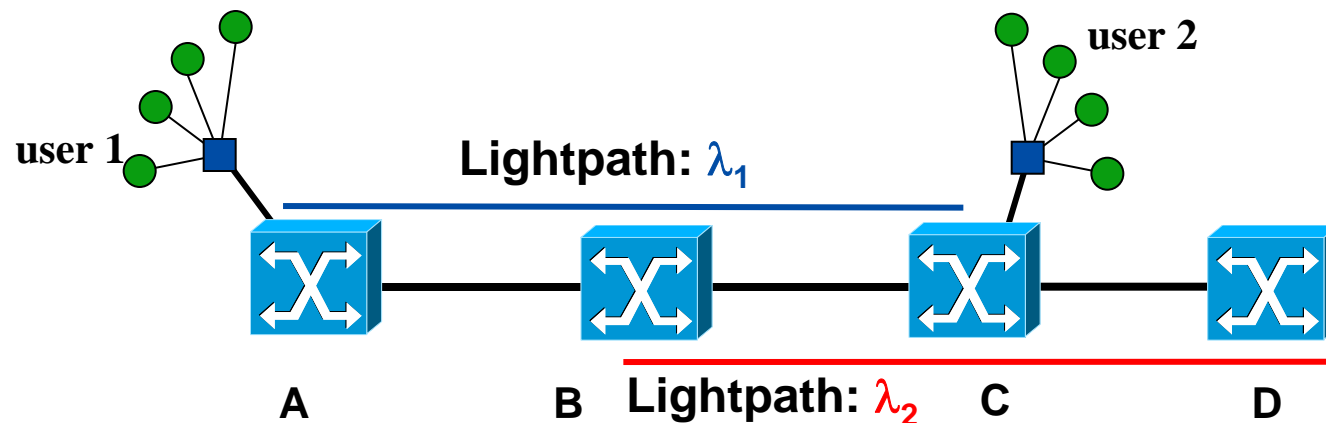 user 2
user 1
Lightpath: λ₁
A
B
Lightpath: λ₂
C
D